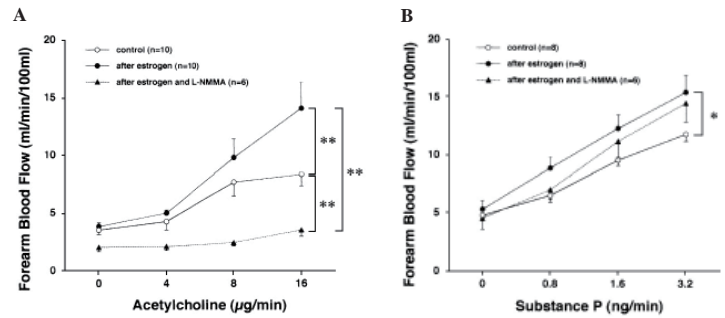 A
Forearm Blood Flow (ml/min/100ml)
20
15
10
5
0
control (n=10)
after estrogen (n=10)
after estrogen and L-NMMA (n=6)
**
**
**
0
4
8
16
Acetylcholine (µg/min)
B
Forearm Blood Flow (ml/min/100ml)
20
15
10
5
0
control (n=8)
after estrogen (n=8)
after estrogen and L-NMMA (n=6)
*
0
0.8
1.6
3.2
Substance P (ng/min)